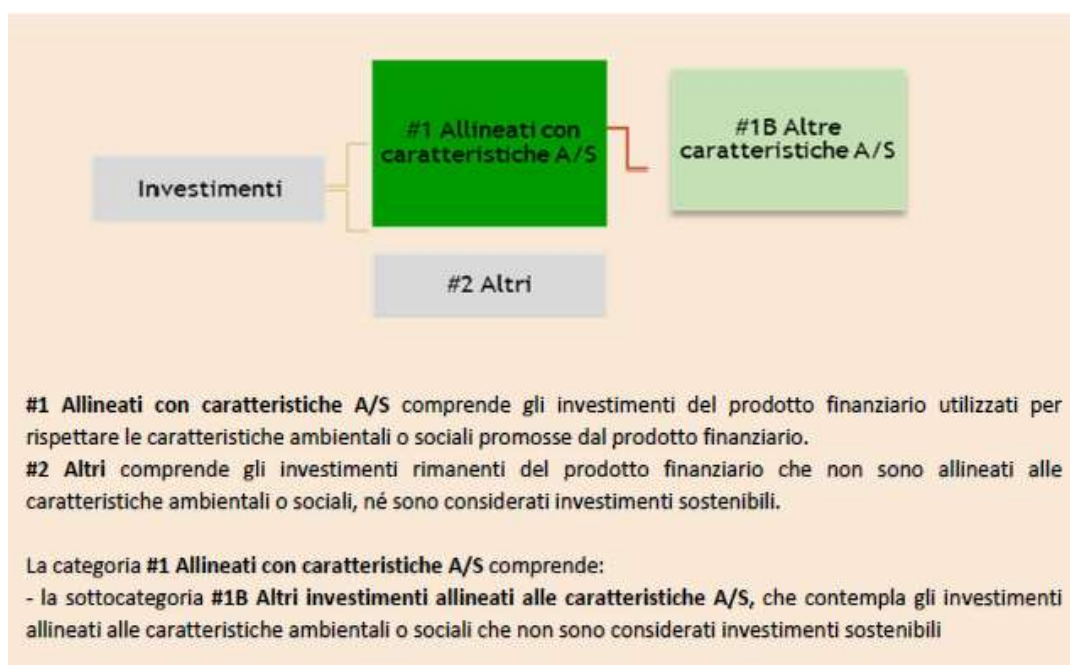 #1 Allineati con
caratteristiche A/S
#1B Altre
caratteristiche A/S
Investimenti
#2 Altri
#1 Allineati con caratteristiche A/S comprende gli investimenti del prodotto finanziario utilizzati per
rispettare le caratteristiche ambientali o sociali promosse dal prodotto finanziario.
#2 Altri comprende gli investimenti rimanenti del prodotto finanziario che non sono allineati alle
caratteristiche ambientali o sociali, né sono considerati investimenti sostenibili.
La categoria #1 Allineati con caratteristiche A/S comprende:
- la sottocategoria #1B Altri investimenti allineati alle caratteristiche A/S, che contempla gli investimenti
allineati alle caratteristiche ambientali o sociali che non sono considerati investimenti sostenibili